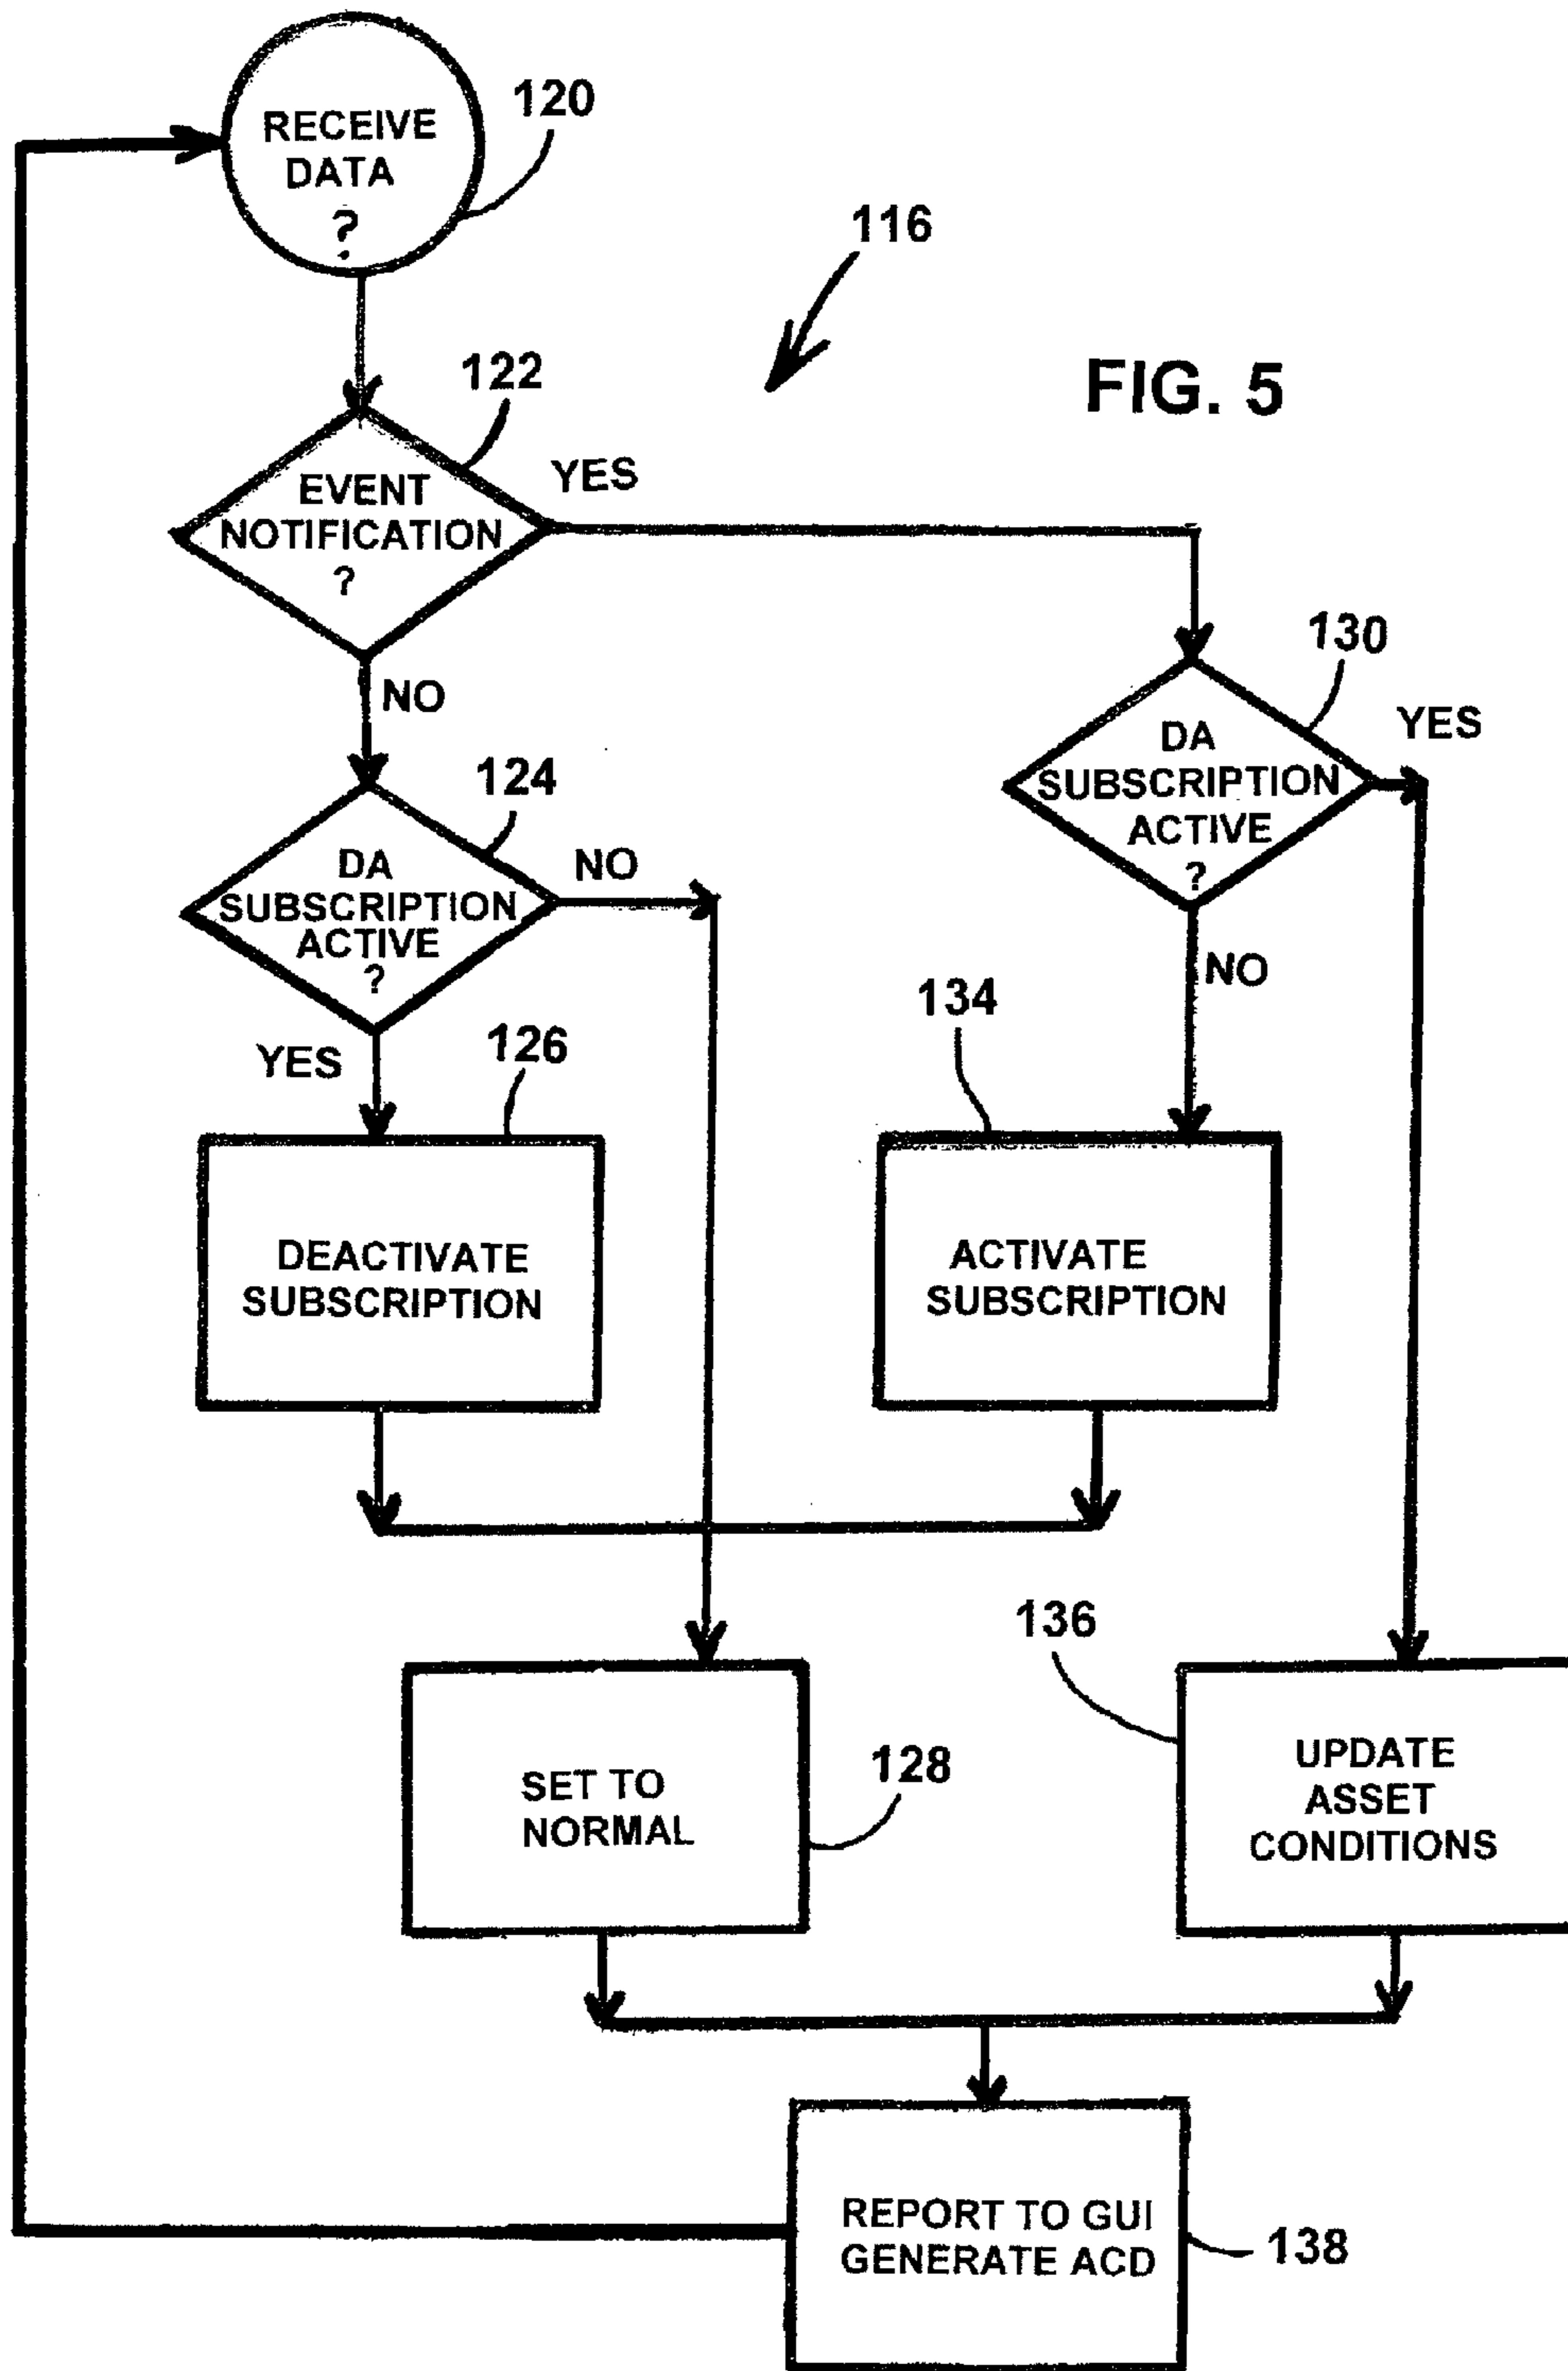 RECEIVE
DATA
?
120
116
FIG. 5
122
EVENT
NOTIFICATION
?
YES
NO
130
DA
SUBSCRIPTION
ACTIVE
?
YES
NO
124
DA
SUBSCRIPTION
ACTIVE
?
NO
YES
126
DEACTIVATE
SUBSCRIPTION
134
ACTIVATE
SUBSCRIPTION
SET TO
NORMAL
128
136
UPDATE
ASSET
CONDITIONS
REPORT TO GUI
GENERATE ACD
138